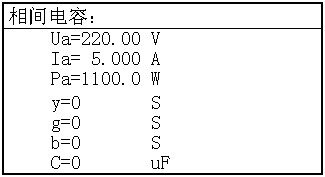 相间电容:
Ua=220.00 V
Ia= 5.000 A
Pa=1100.0 W
y=0 S
g=0 S
b=0 S
C=0 uF